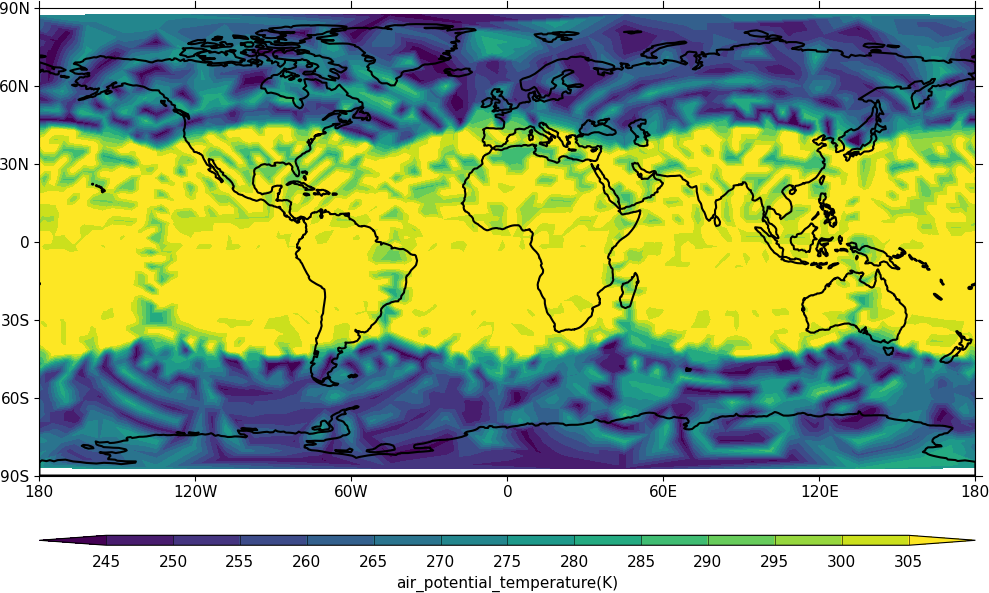 90N
60N
30N
0
30S
60S
90S
180 120W 60W 0 60E 120E 180
245 250 255 260 265 270 275 280 285 290 295 300 305
air_potential_temperature(K)